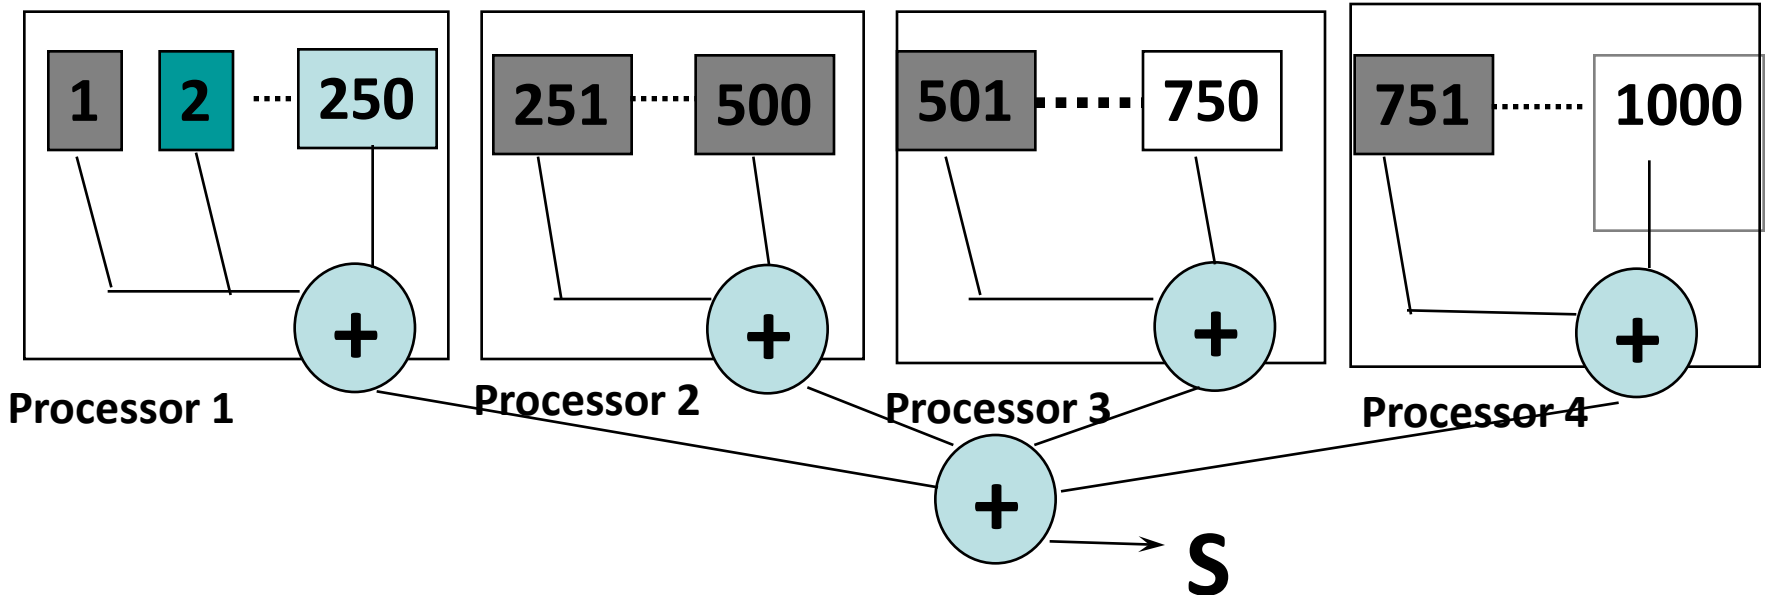 1 2 250 251 500 501 750 751 1000
+ + + +
Processor 1 Processor 2 Processor 3 Processor 4
+
S